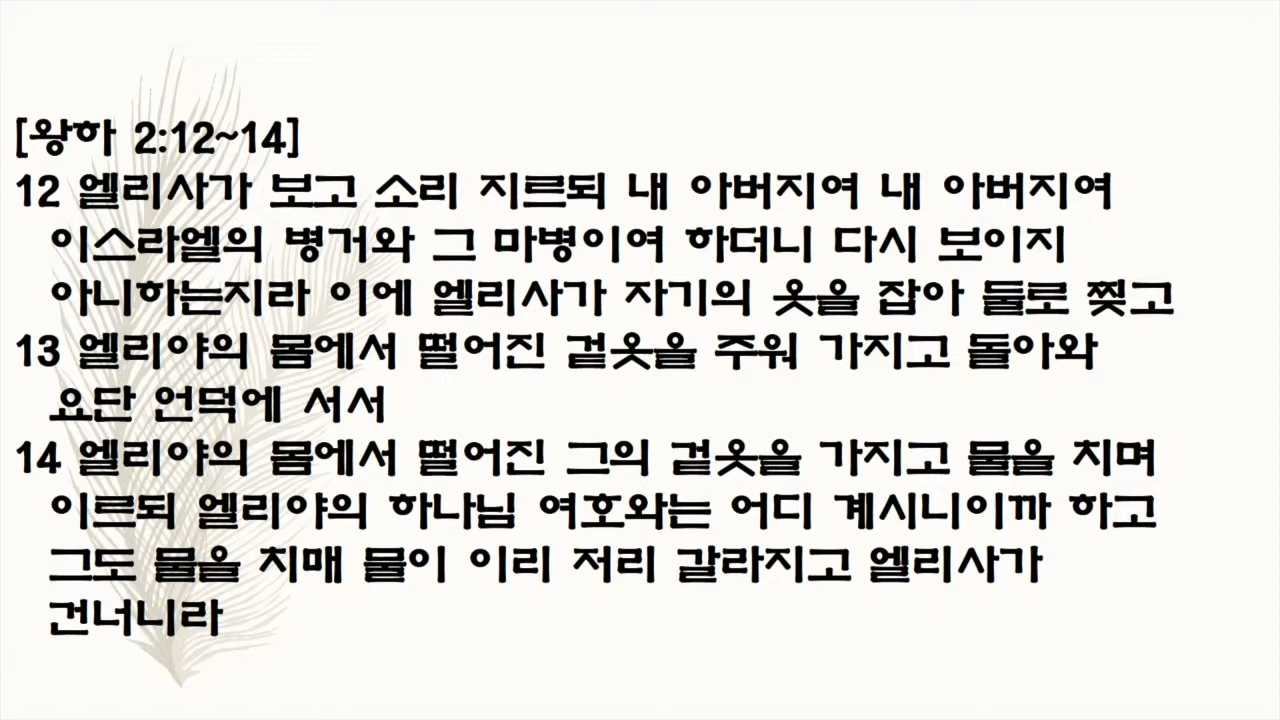 [왕하 2:12~14]
12 엘리사가 보고 소리 지르되 내 아버지여 내 아버지여
이스라엘의 병거와 그 마병이여 하더니 다시 보이지
아니하는지라 이에 엘리사가 자기의 옷을 잡아 둘로 찢고
13 엘리야의 몸에서 떨어진 겉옷을 주워 가지고 돌아와
요단 언덕에 서서
14 엘리야의 몸에서 떨어진 그의 겉옷을 가지고 물을 치며
이르되 엘리야의 하나님 여호와는 어디 계시니이까 하고
그도 물을 치매 물이 이리 저리 갈라지고 엘리사가
건너니라